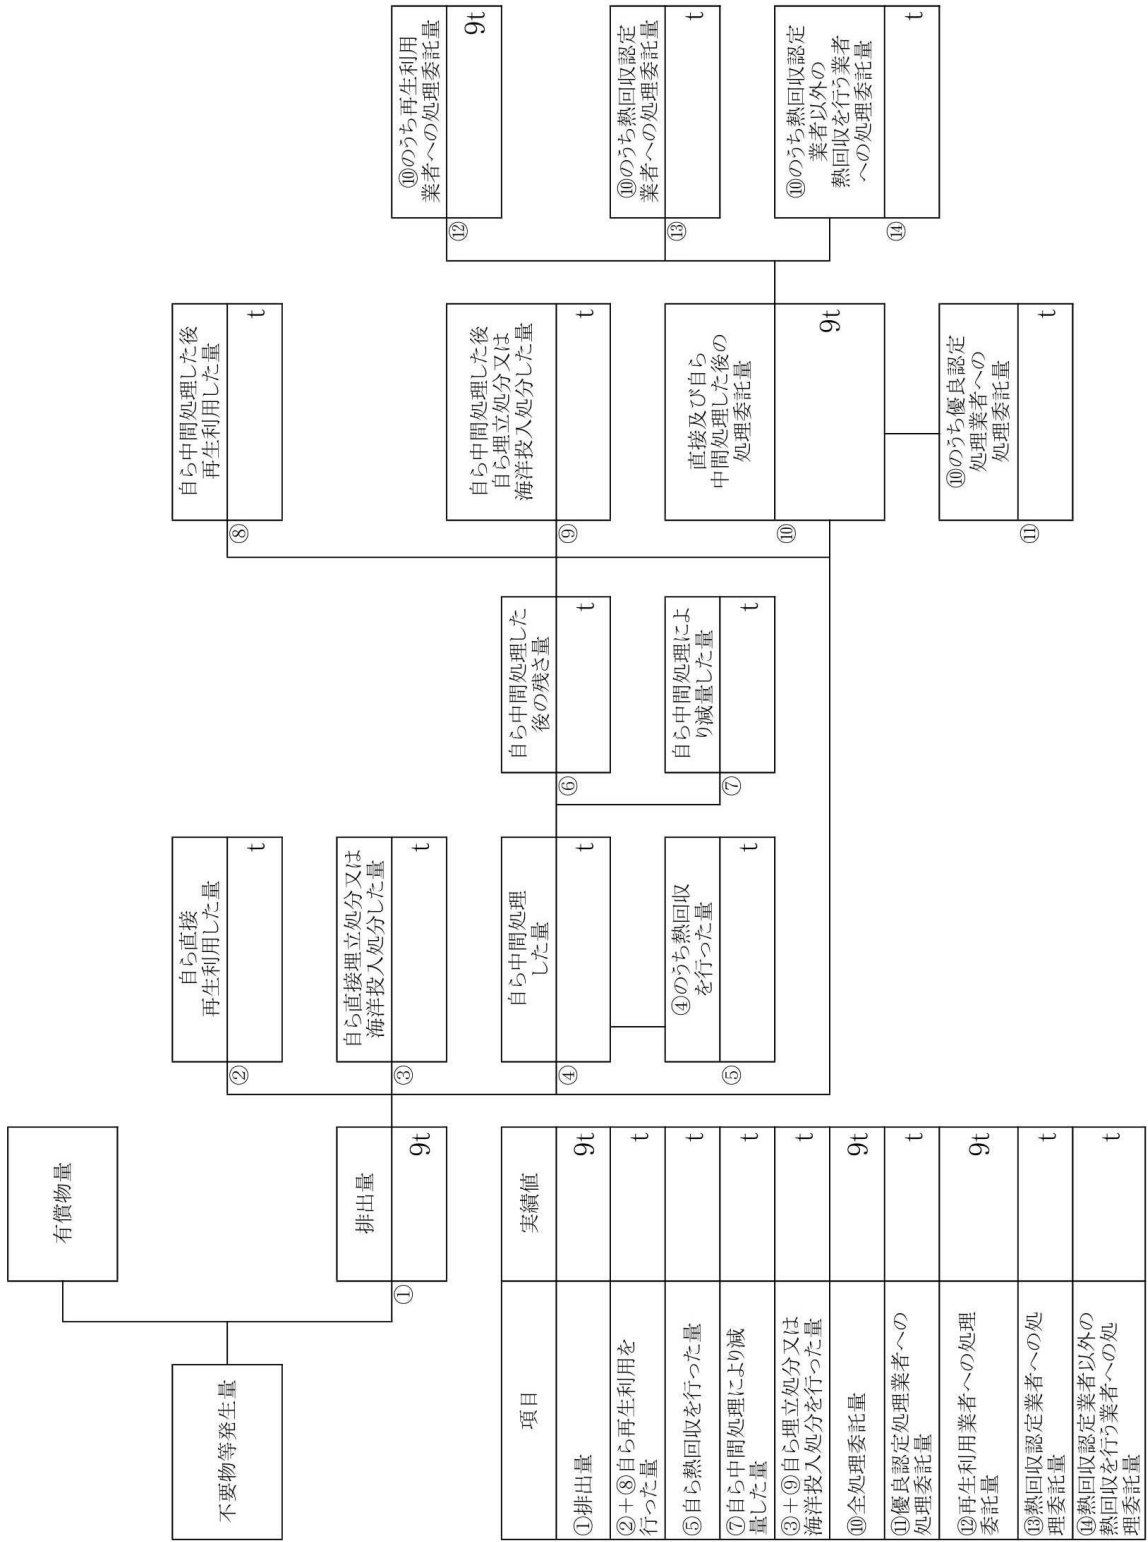 不要物等発生量
有償物量
排出量
①
9t
自ら直接
再生利用した量
②
t
自ら直接埋立処分又は
海洋投入処分した量
③
t
自ら中間処理
した量
④
t
④のうち熱回収
を行った量
⑤
t
自ら中間処理した
後の残さ量
⑥
t
自ら中間処理によ
り減量した量
⑦
t
自ら中間処理した後
再生利用した量
⑧
t
自ら中間処理した後
自ら埋立処分又は
海洋投入処分した量
⑨
t
直接及び自ら
中間処理した後の
処理委託量
⑩
9t
⑩のうち優良認定
処理業者への
処理委託量
⑪
t
⑩のうち再生利用
業者への処理委託量
⑫
9t
⑩のうち熱回収認定
業者への処理委託量
⑬
t
⑩のうち熱回収認定
業者以外の
熱回収を行う業者
への処理委託量
⑭
t
項目
実績値
①排出量
9t
②+⑧自ら再生利用を
行った量
t
⑤自ら熱回収を行った量
t
⑦自ら中間処理により減
量した量
t
③+⑨自ら埋立処分又は
海洋投入処分を行った量
t
⑩全処理委託量
9t
⑪優良認定処理業者への
処理委託量
t
⑫再生利用業者への処理
委託量
9t
⑬熱回収認定業者への処
理委託量
t
⑭熱回収認定業者以外の
熱回収を行う業者への処
理委託量
t